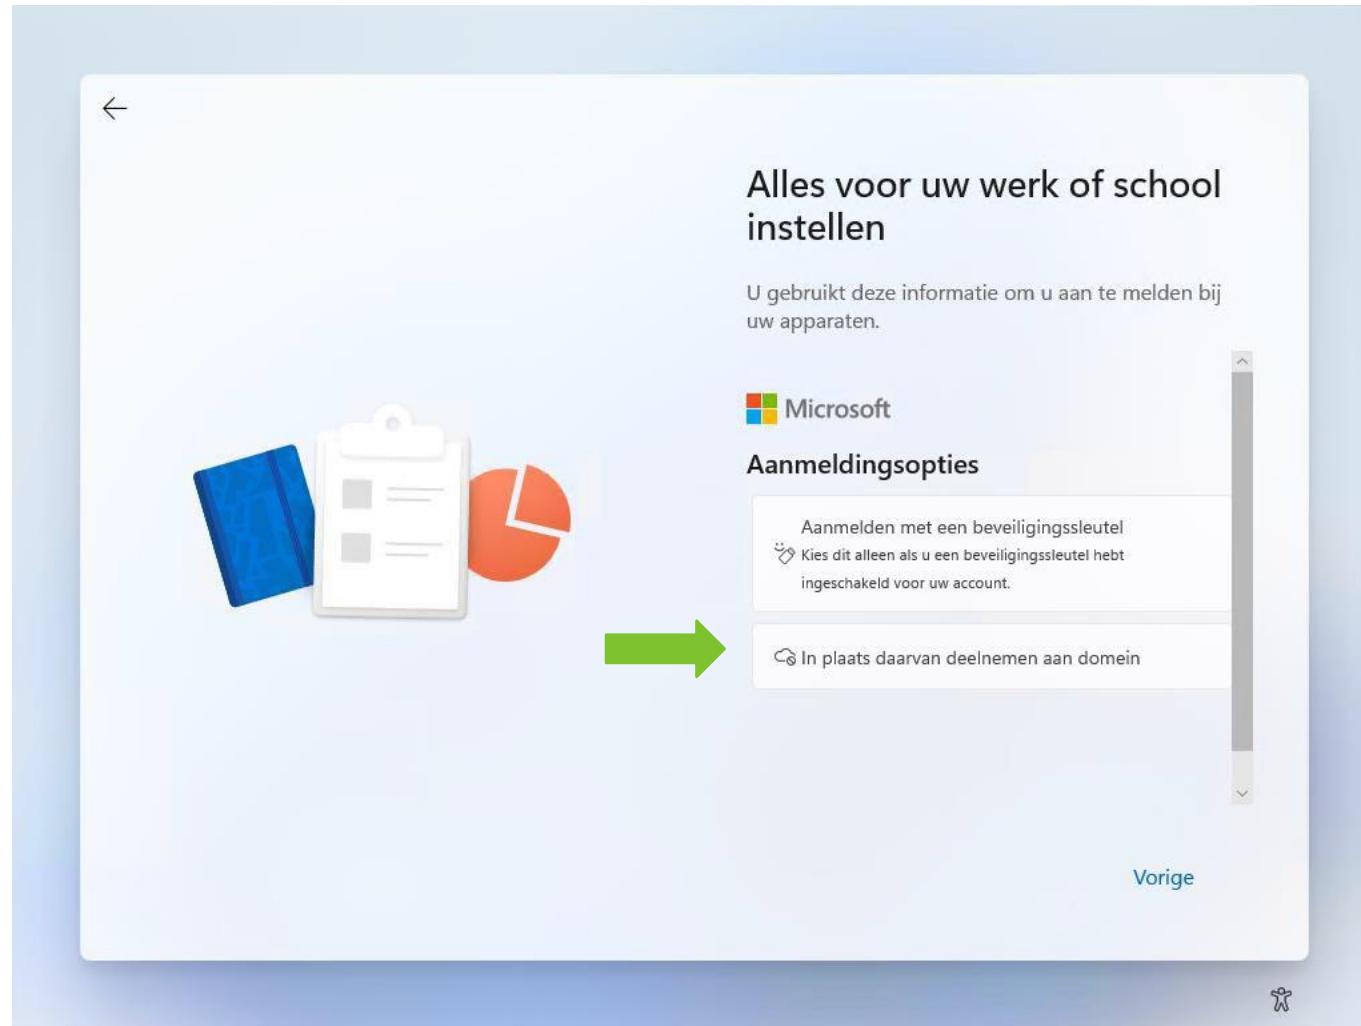 Alles voor uw werk of school
instellen
U gebruikt deze informatie om u aan te melden bij
uw apparaten.
Microsoft
Aanmeldingsopties
Aanmelden met een beveiligingssleutel
Kies dit alleen als u een beveiligingssleutel hebt
ingeschakeld voor uw account.
In plaats daarvan deelnemen aan domein
Vorige